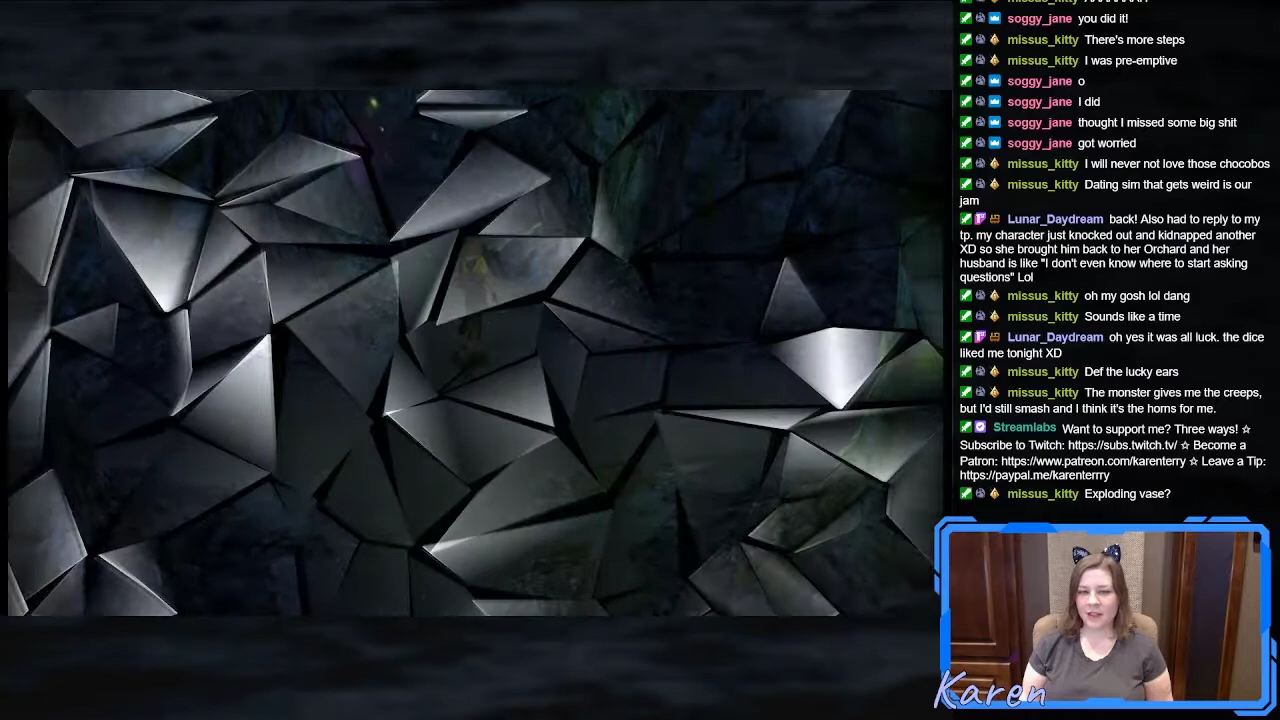 soggy_jane you did it!
missus_kitty There's more steps
missus_kitty I was pre-emptive
soggy_jane o
soggy_jane I did
soggy_jane thought I missed some big shit
soggy_jane got worried
missus_kitty I will never not love those chocobos
missus_kitty Dating sim that gets weird is our
jam
Lunar_Daydream back! Also had to reply to my
tp. my character just knocked out and kidnapped another
XD so she brought him back to her Orchard and her
husband is like "I don't even know where to start asking
questions" Lol
missus_kitty oh my gosh lol dang
missus_kitty Sounds like a time
Lunar_Daydream oh yes it was all luck. the dice
liked me tonight XD
missus_kitty Def the lucky ears
missus_kitty The monster gives me the creeps,
but I'd still smash and I think it's the horns for me.
Streamlabs Want to support me? Three ways! ☆
Subscribe to Twitch: https://subs.twitch.tv/ ☆ Become a
Patron: https://www.patreon.com/karenterry ☆ Leave a Tip:
https://paypal.me/karenterrry
missus_kitty Exploding vase?
Karen